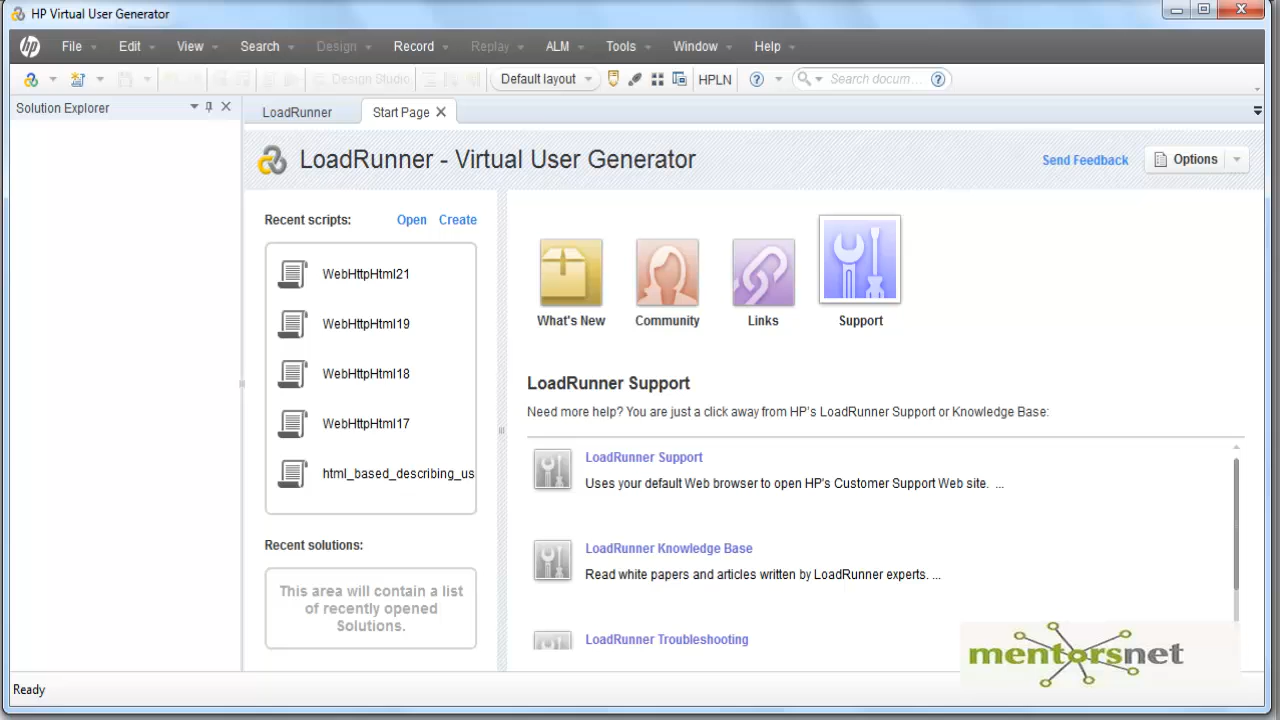 HP Virtual User Generator
File Edit View Search Design Record Replay ALM Tools Window Help
Design Studio Default layout HPLN Search docum...
Solution Explorer
LoadRunner Start Page
LoadRunner - Virtual User Generator
Send Feedback Options
Recent scripts: Open Create
WebHttpHtml21
WebHttpHtml19
WebHttpHtml18
WebHttpHtml17
html_based_describing_us
Recent solutions:
This area will contain a list
of recently opened
Solutions.
What's New Community Links Support
LoadRunner Support
Need more help? You are just a click away from HP's LoadRunner Support or Knowledge Base:
LoadRunner Support
Uses your default Web browser to open HP's Customer Support Web site. ...
LoadRunner Knowledge Base
Read white papers and articles written by LoadRunner experts. ...
LoadRunner Troubleshooting
mentorsnet
Ready